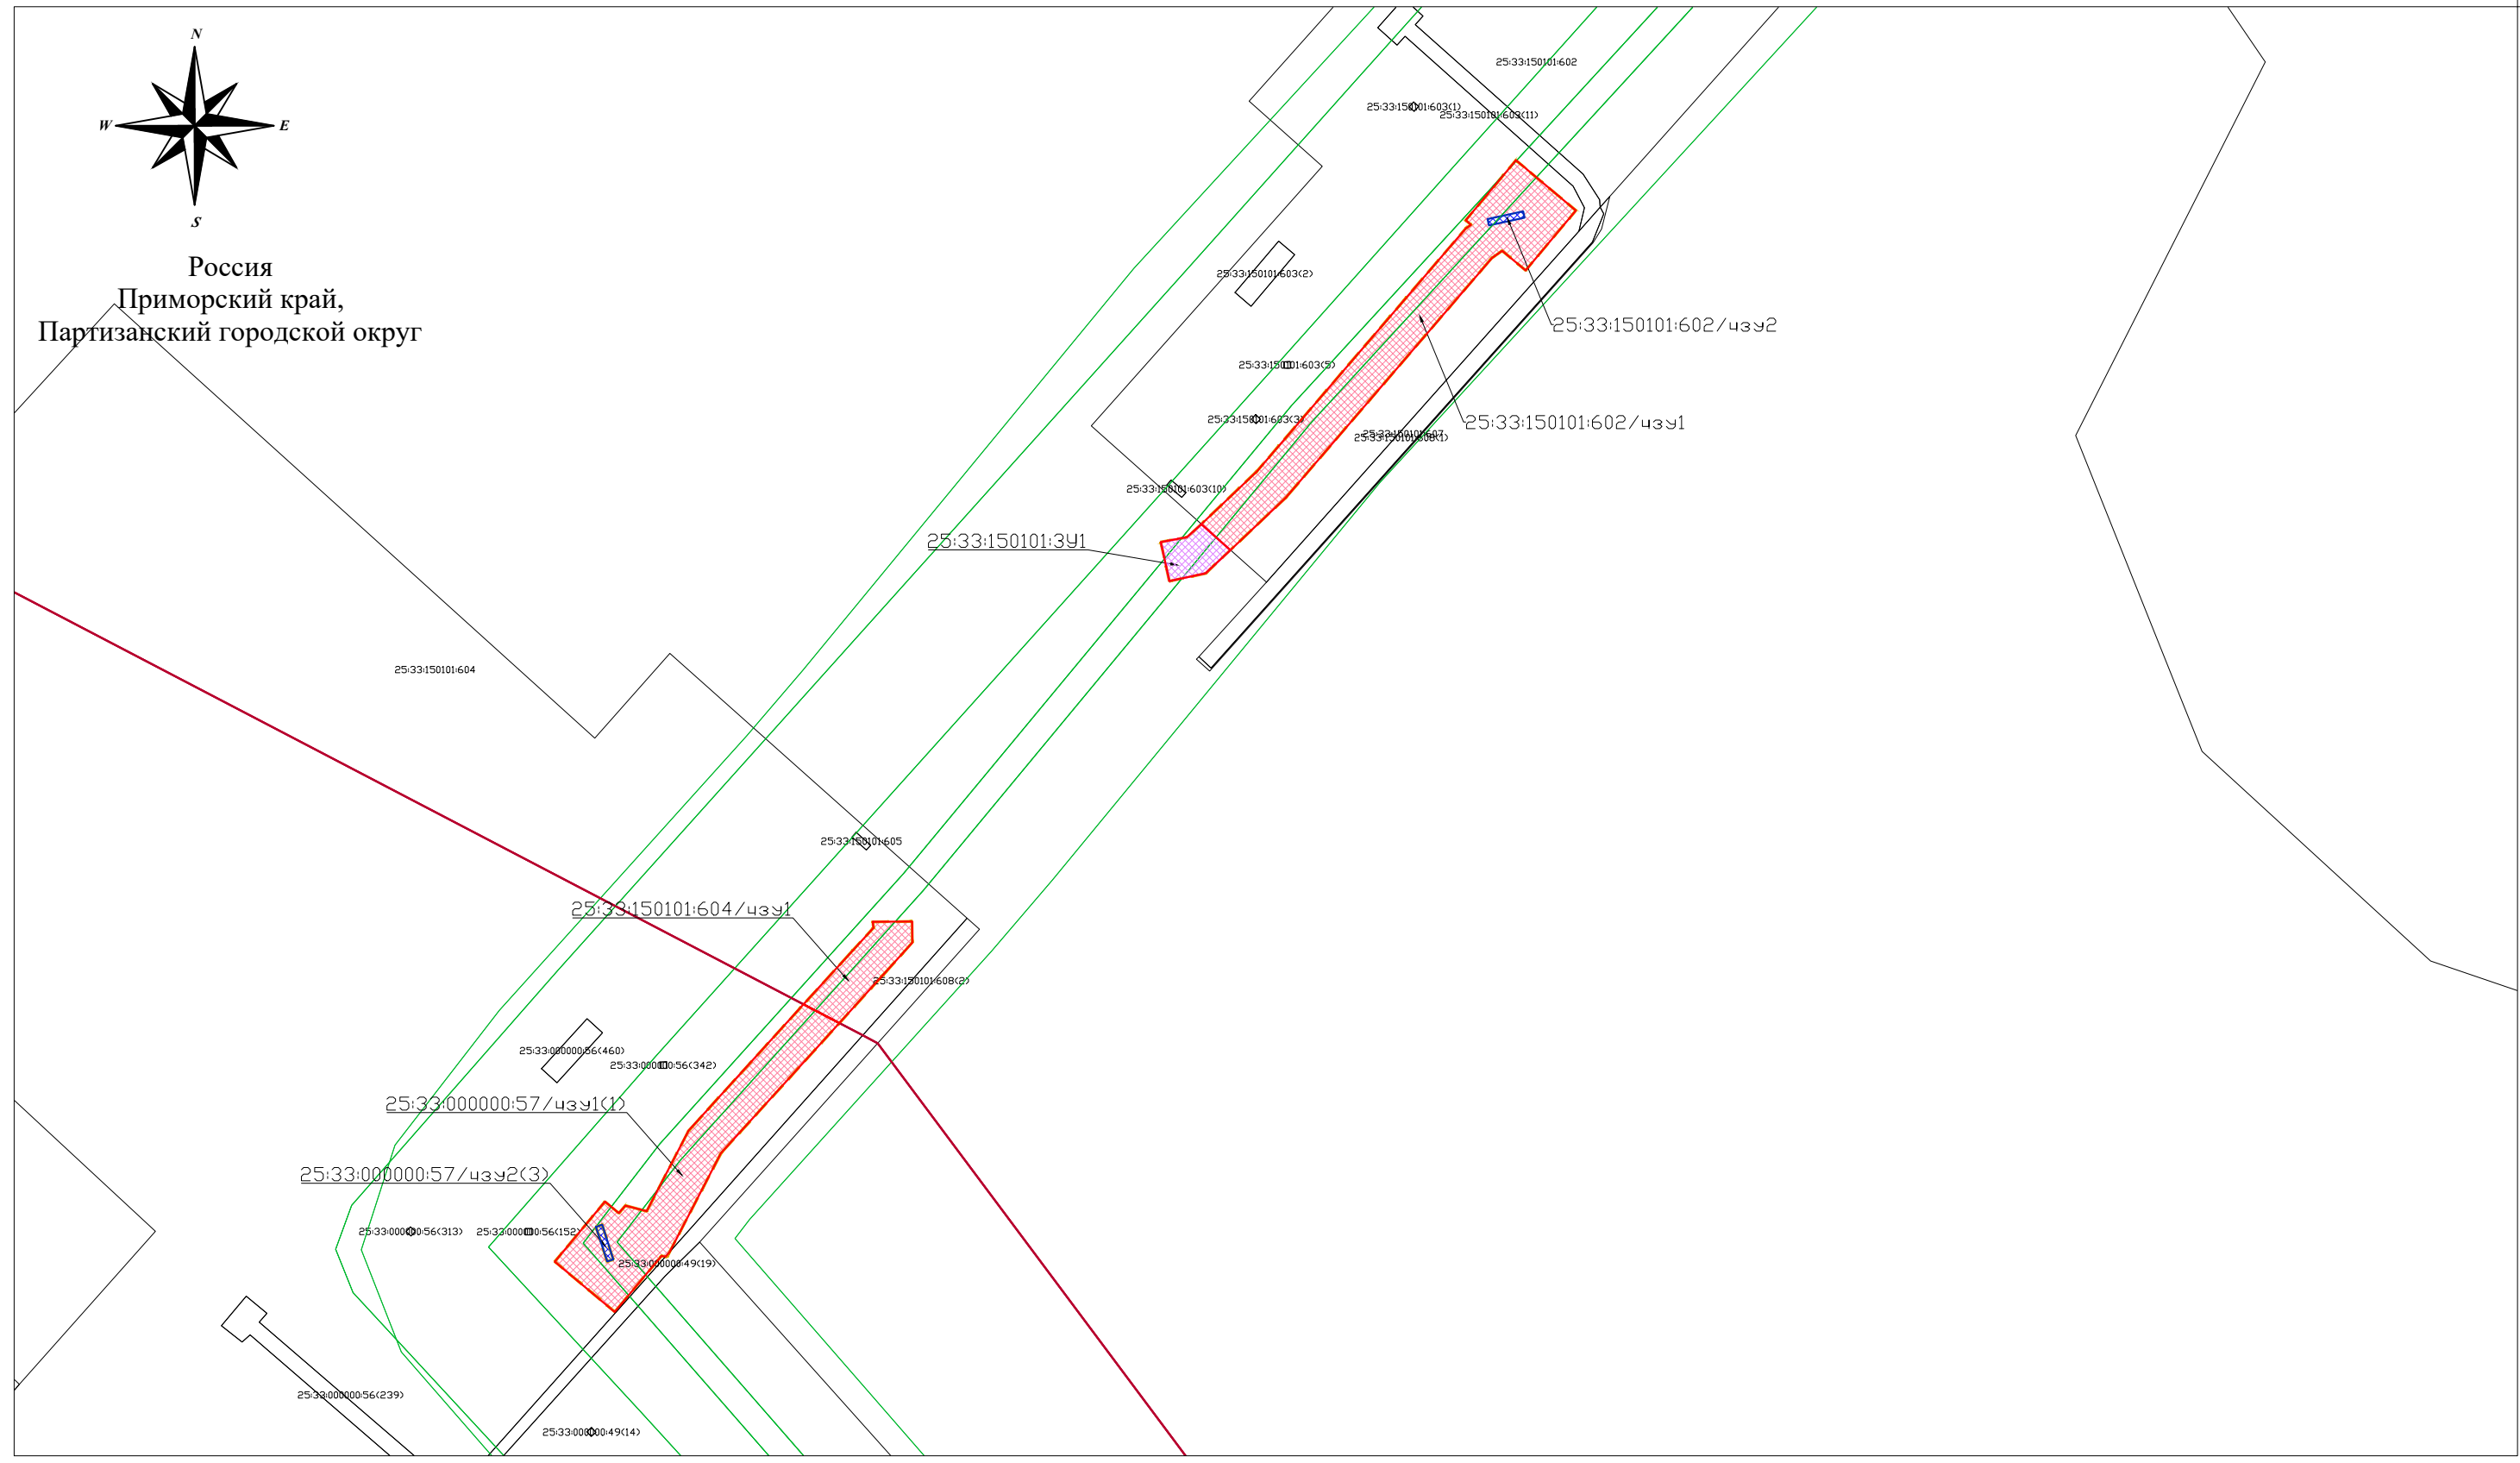 N
W
E
S
Россия
Приморский край,
Партизанский городской округ
25:33:150101:602
25:33:150101:603(1)
25:33:150101:603(11)
25:33:150101:603(2)
25:33:150101:602/чзу2
25:33:150101:603(5)
25:33:150101:603(3)
25:33:150101:602/чзу1
25:33:150101:607
25:33:150101:608(1)
25:33:150101:603(10)
25:33:150101:ЗУ1
25:33:150101:604
25:33:150101:605
25:33:150101:604/чзу1
25:33:150101:608(2)
25:33:000000:56(460)
25:33:000000:56(342)
25:33:000000:57/чзу1(1)
25:33:000000:57/чзу2(3)
25:33:000000:56(313)
25:33:000000:56(152)
25:33:000000:49(19)
25:33:000000:56(239)
25:33:000000:49(14)